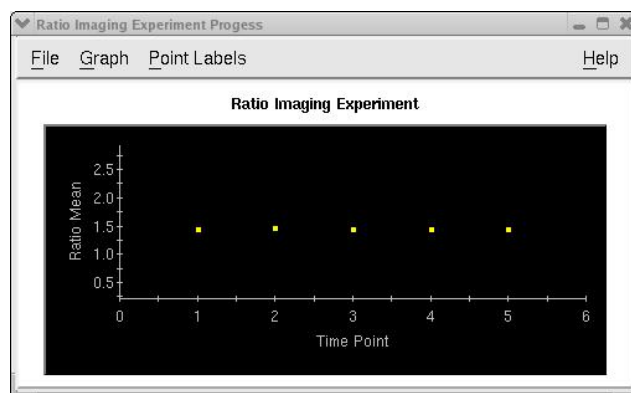 Ratio Imaging Experiment Progess
File Graph Point Labels Help
Ratio Imaging Experiment
Ratio Mean
2.5
2.0
1.5
1.0
0.5
0 1 2 3 4 5 6
Time Point